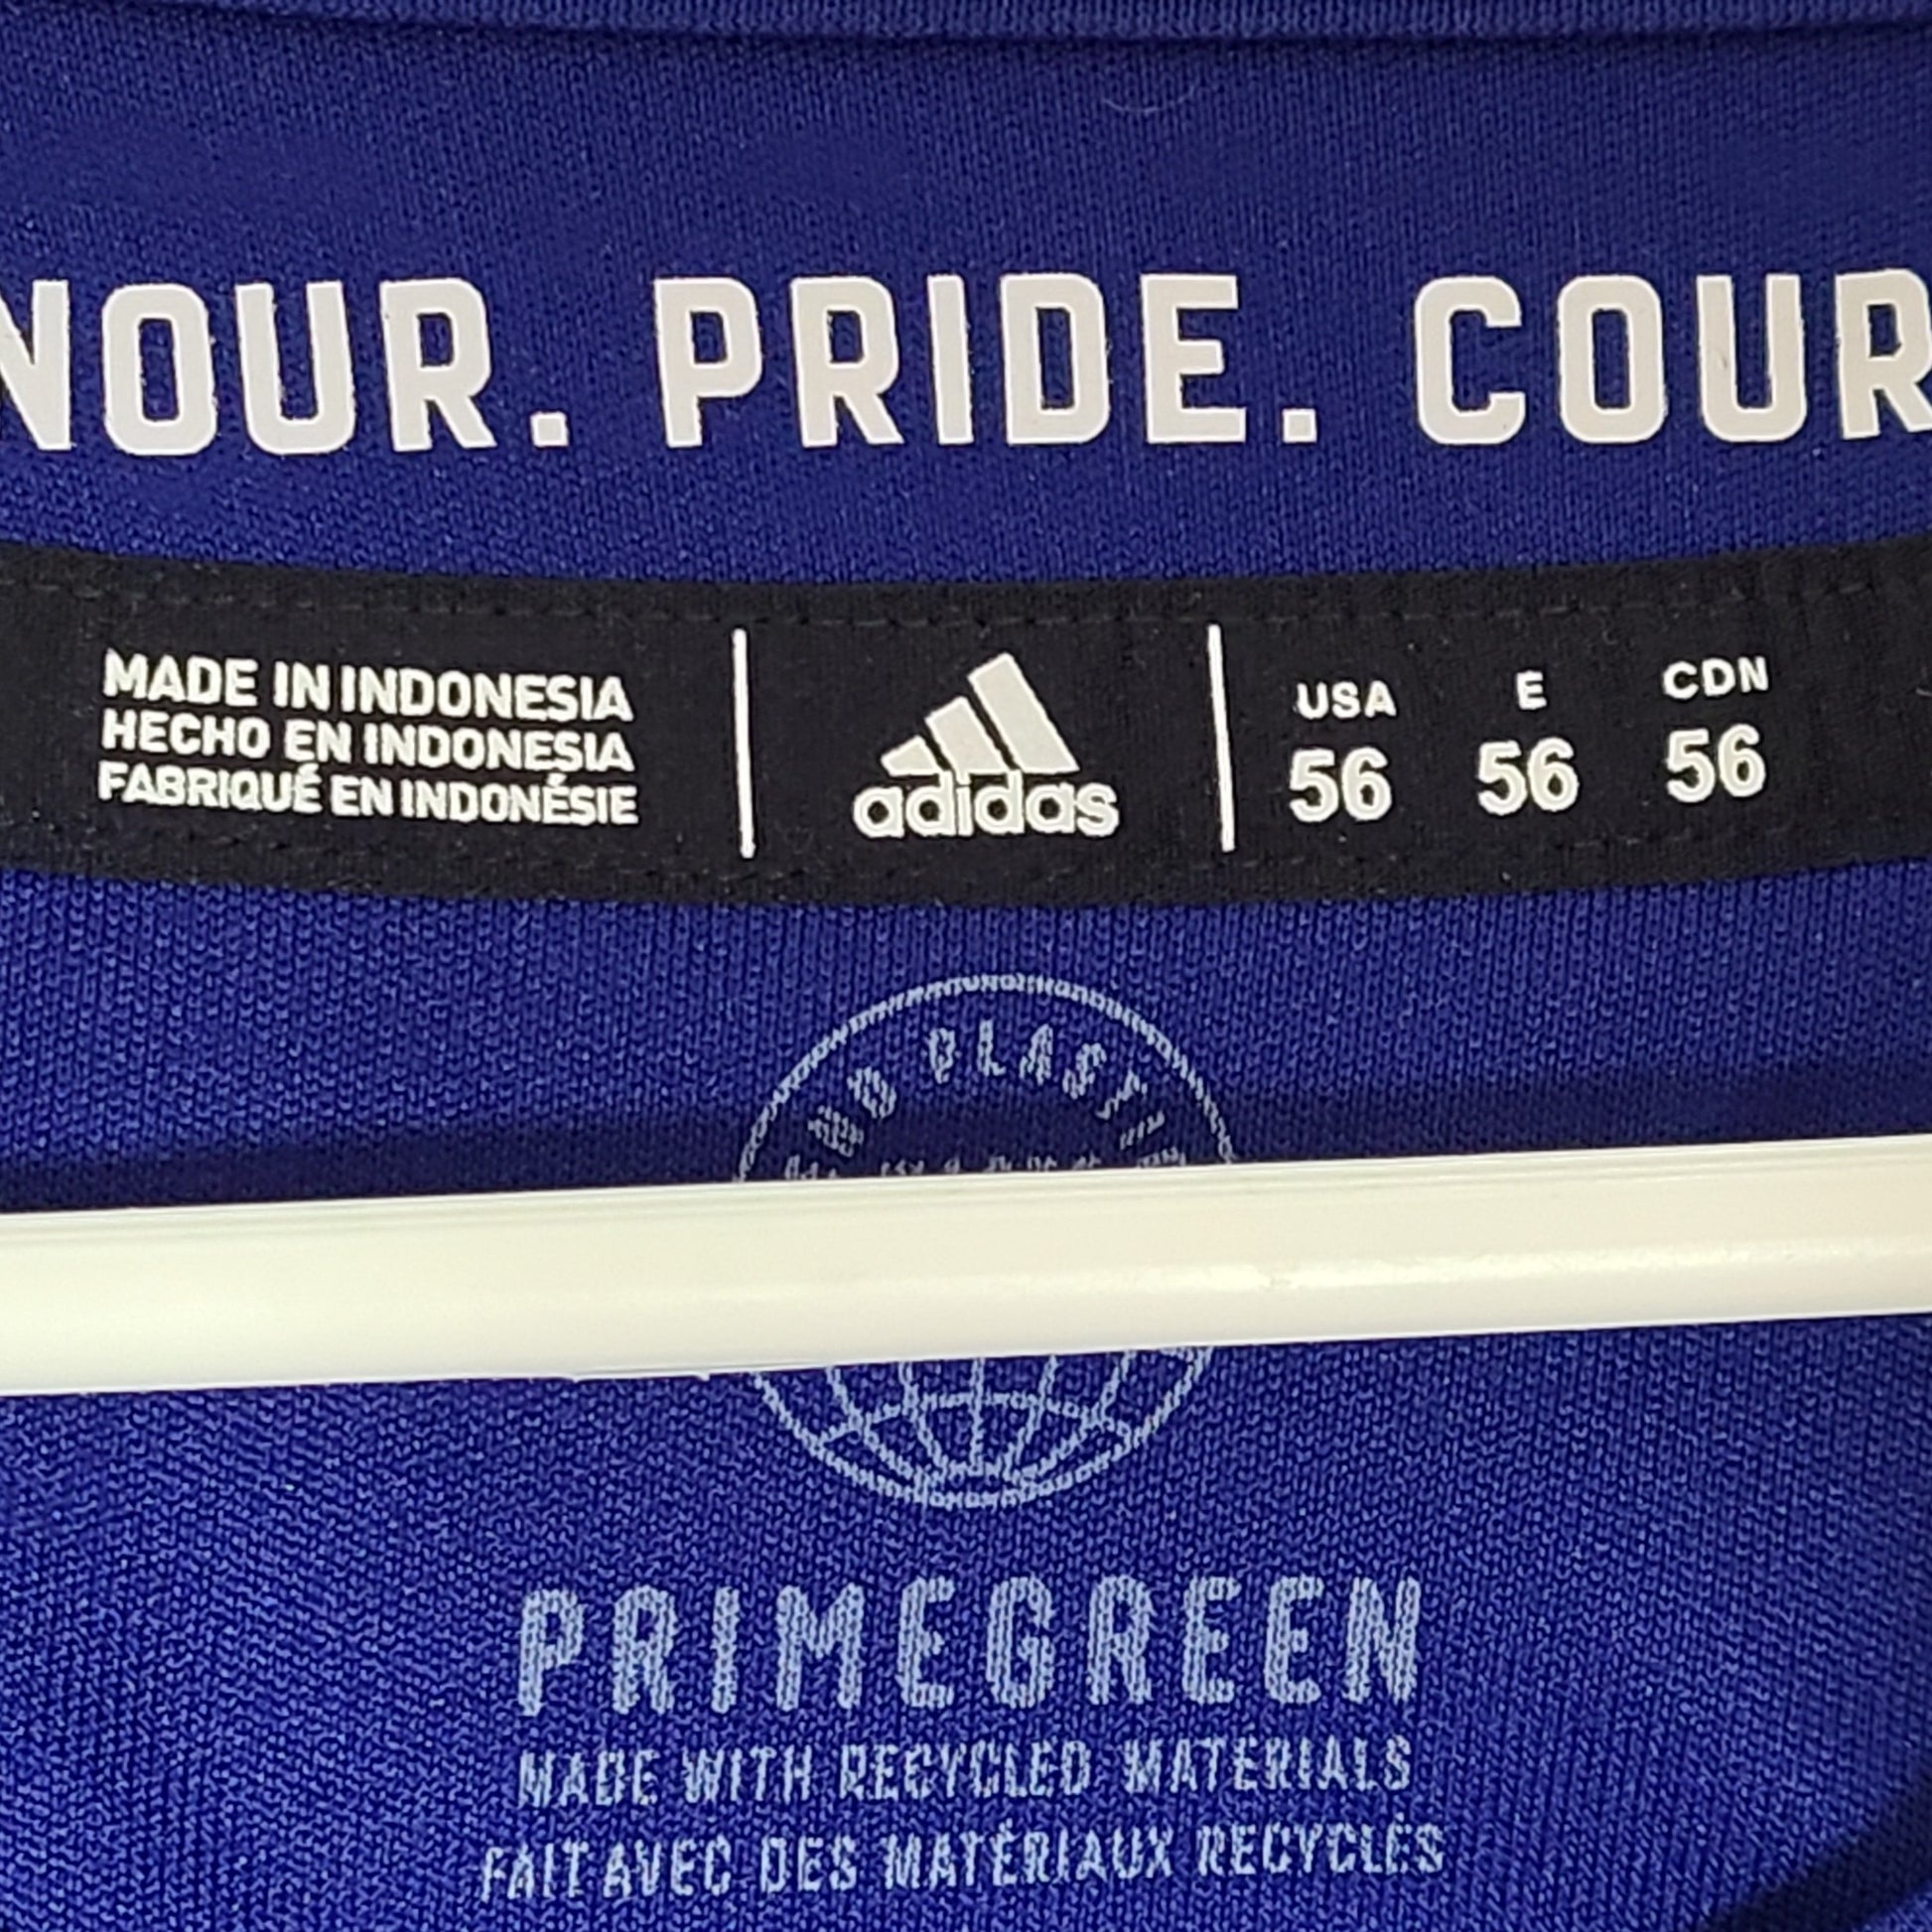 NOUR. PRIDE. COUR
MADE IN INDONESIA
HECHO EN INDONESIA
FABRIQUÉ EN INDONÉSIE
adidas
USA E CDN
56 56 56
PRIMEGREEN
MADE WITH RECYCLED MATERIALS
FAIT AVEC DES MATÉRIAUX RECYCLÉS